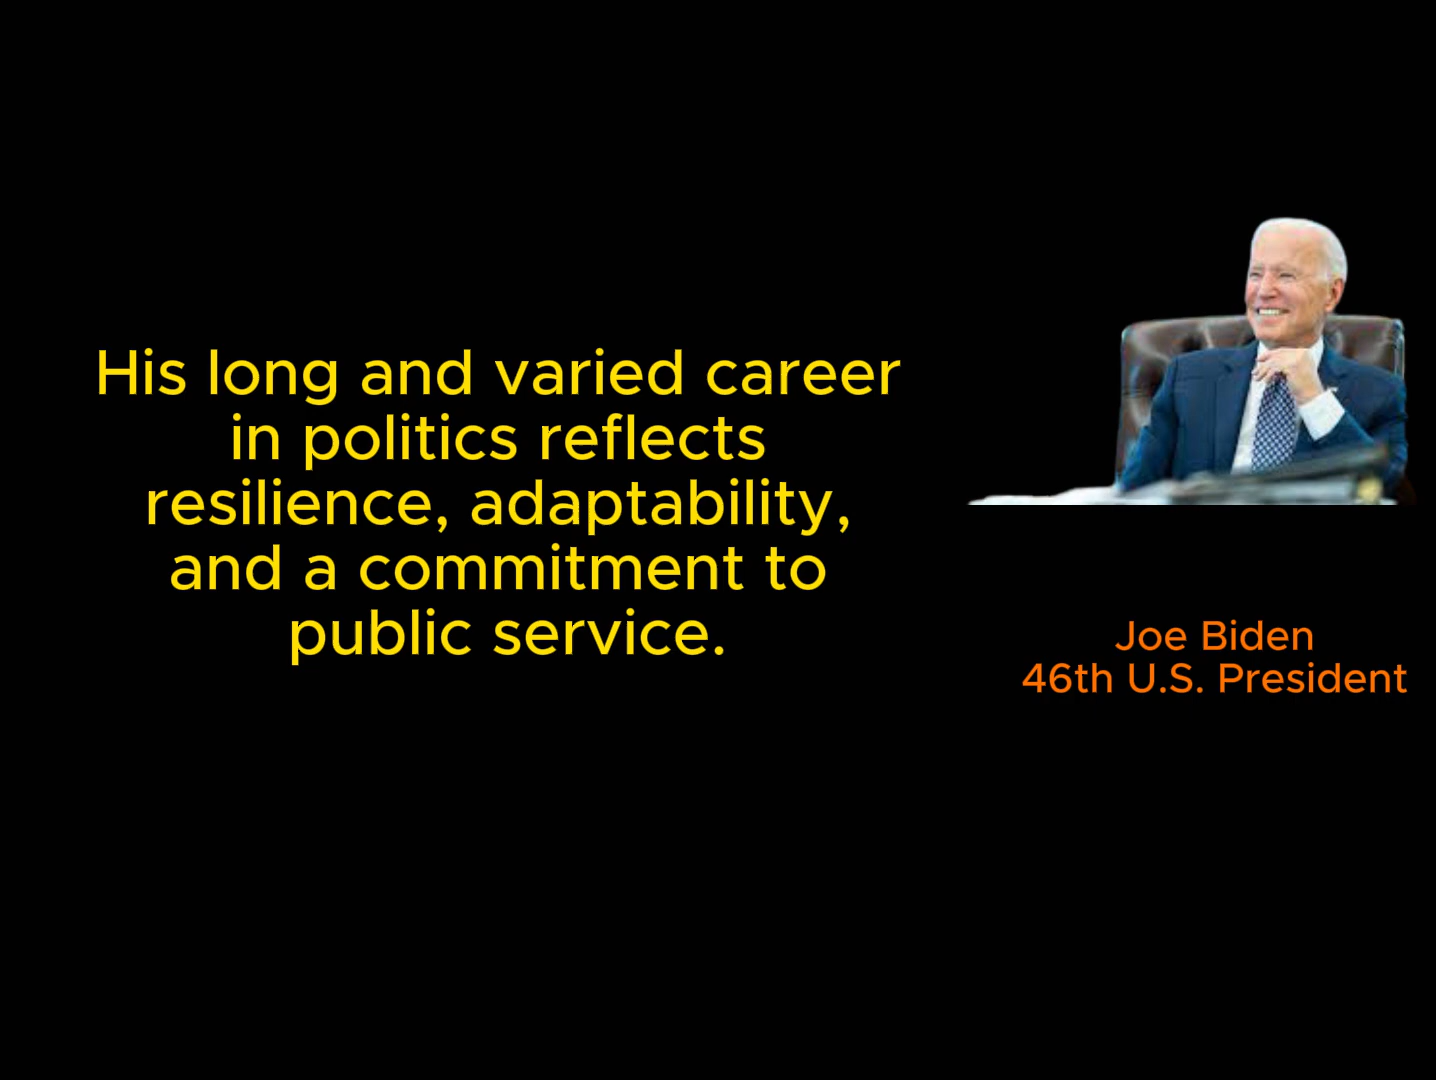 His long and varied career
in politics reflects
resilience, adaptability,
and a commitment to
public service.
Joe Biden
46th U.S. President